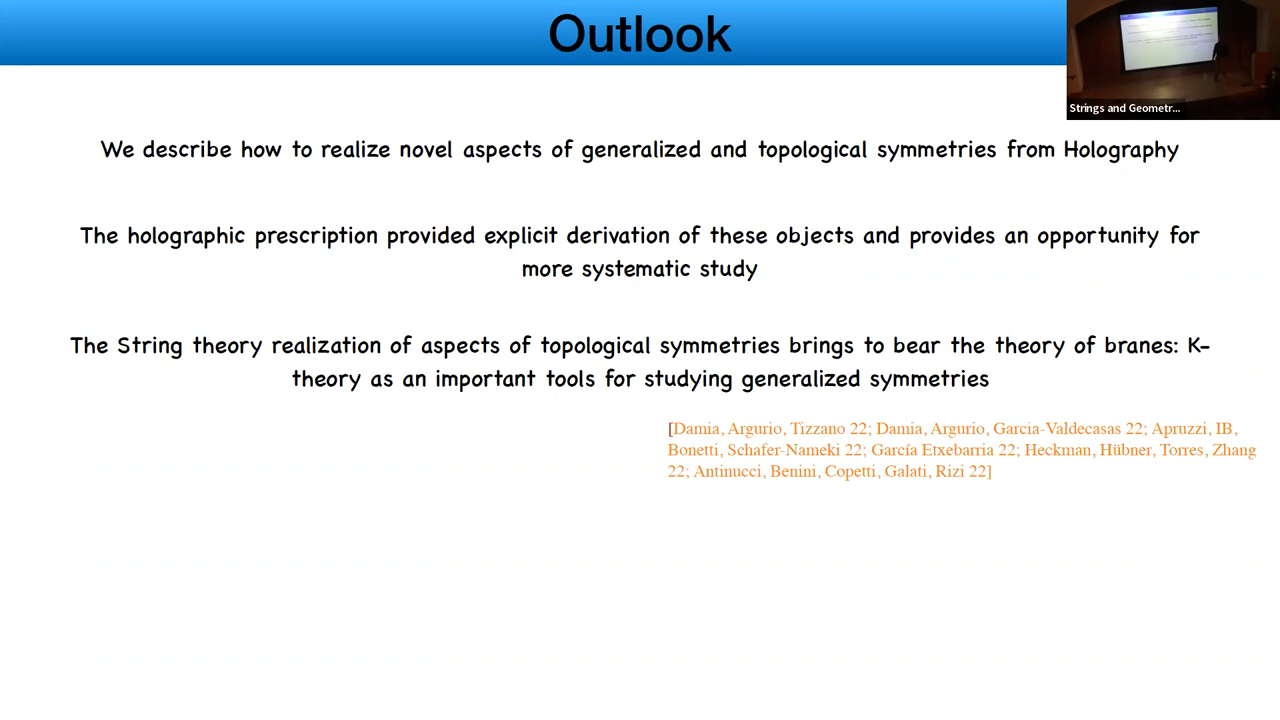 Outlook
Strings and Geometr...
We describe how to realize novel aspects of generalized and topological symmetries from Holography
The holographic prescription provided explicit derivation of these objects and provides an opportunity for
more systematic study
The String theory realization of aspects of topological symmetries brings to bear the theory of branes: K-
theory as an important tools for studying generalized symmetries
[Damia, Argurio, Tizzano 22; Damia, Argurio, Garcia-Valdecasas 22; Apruzzi, IB,
Bonetti, Schafer-Nameki 22; García Etxebarria 22; Heckman, Hübner, Torres, Zhang
22; Antinucci, Benini, Copetti, Galati, Rizi 22]